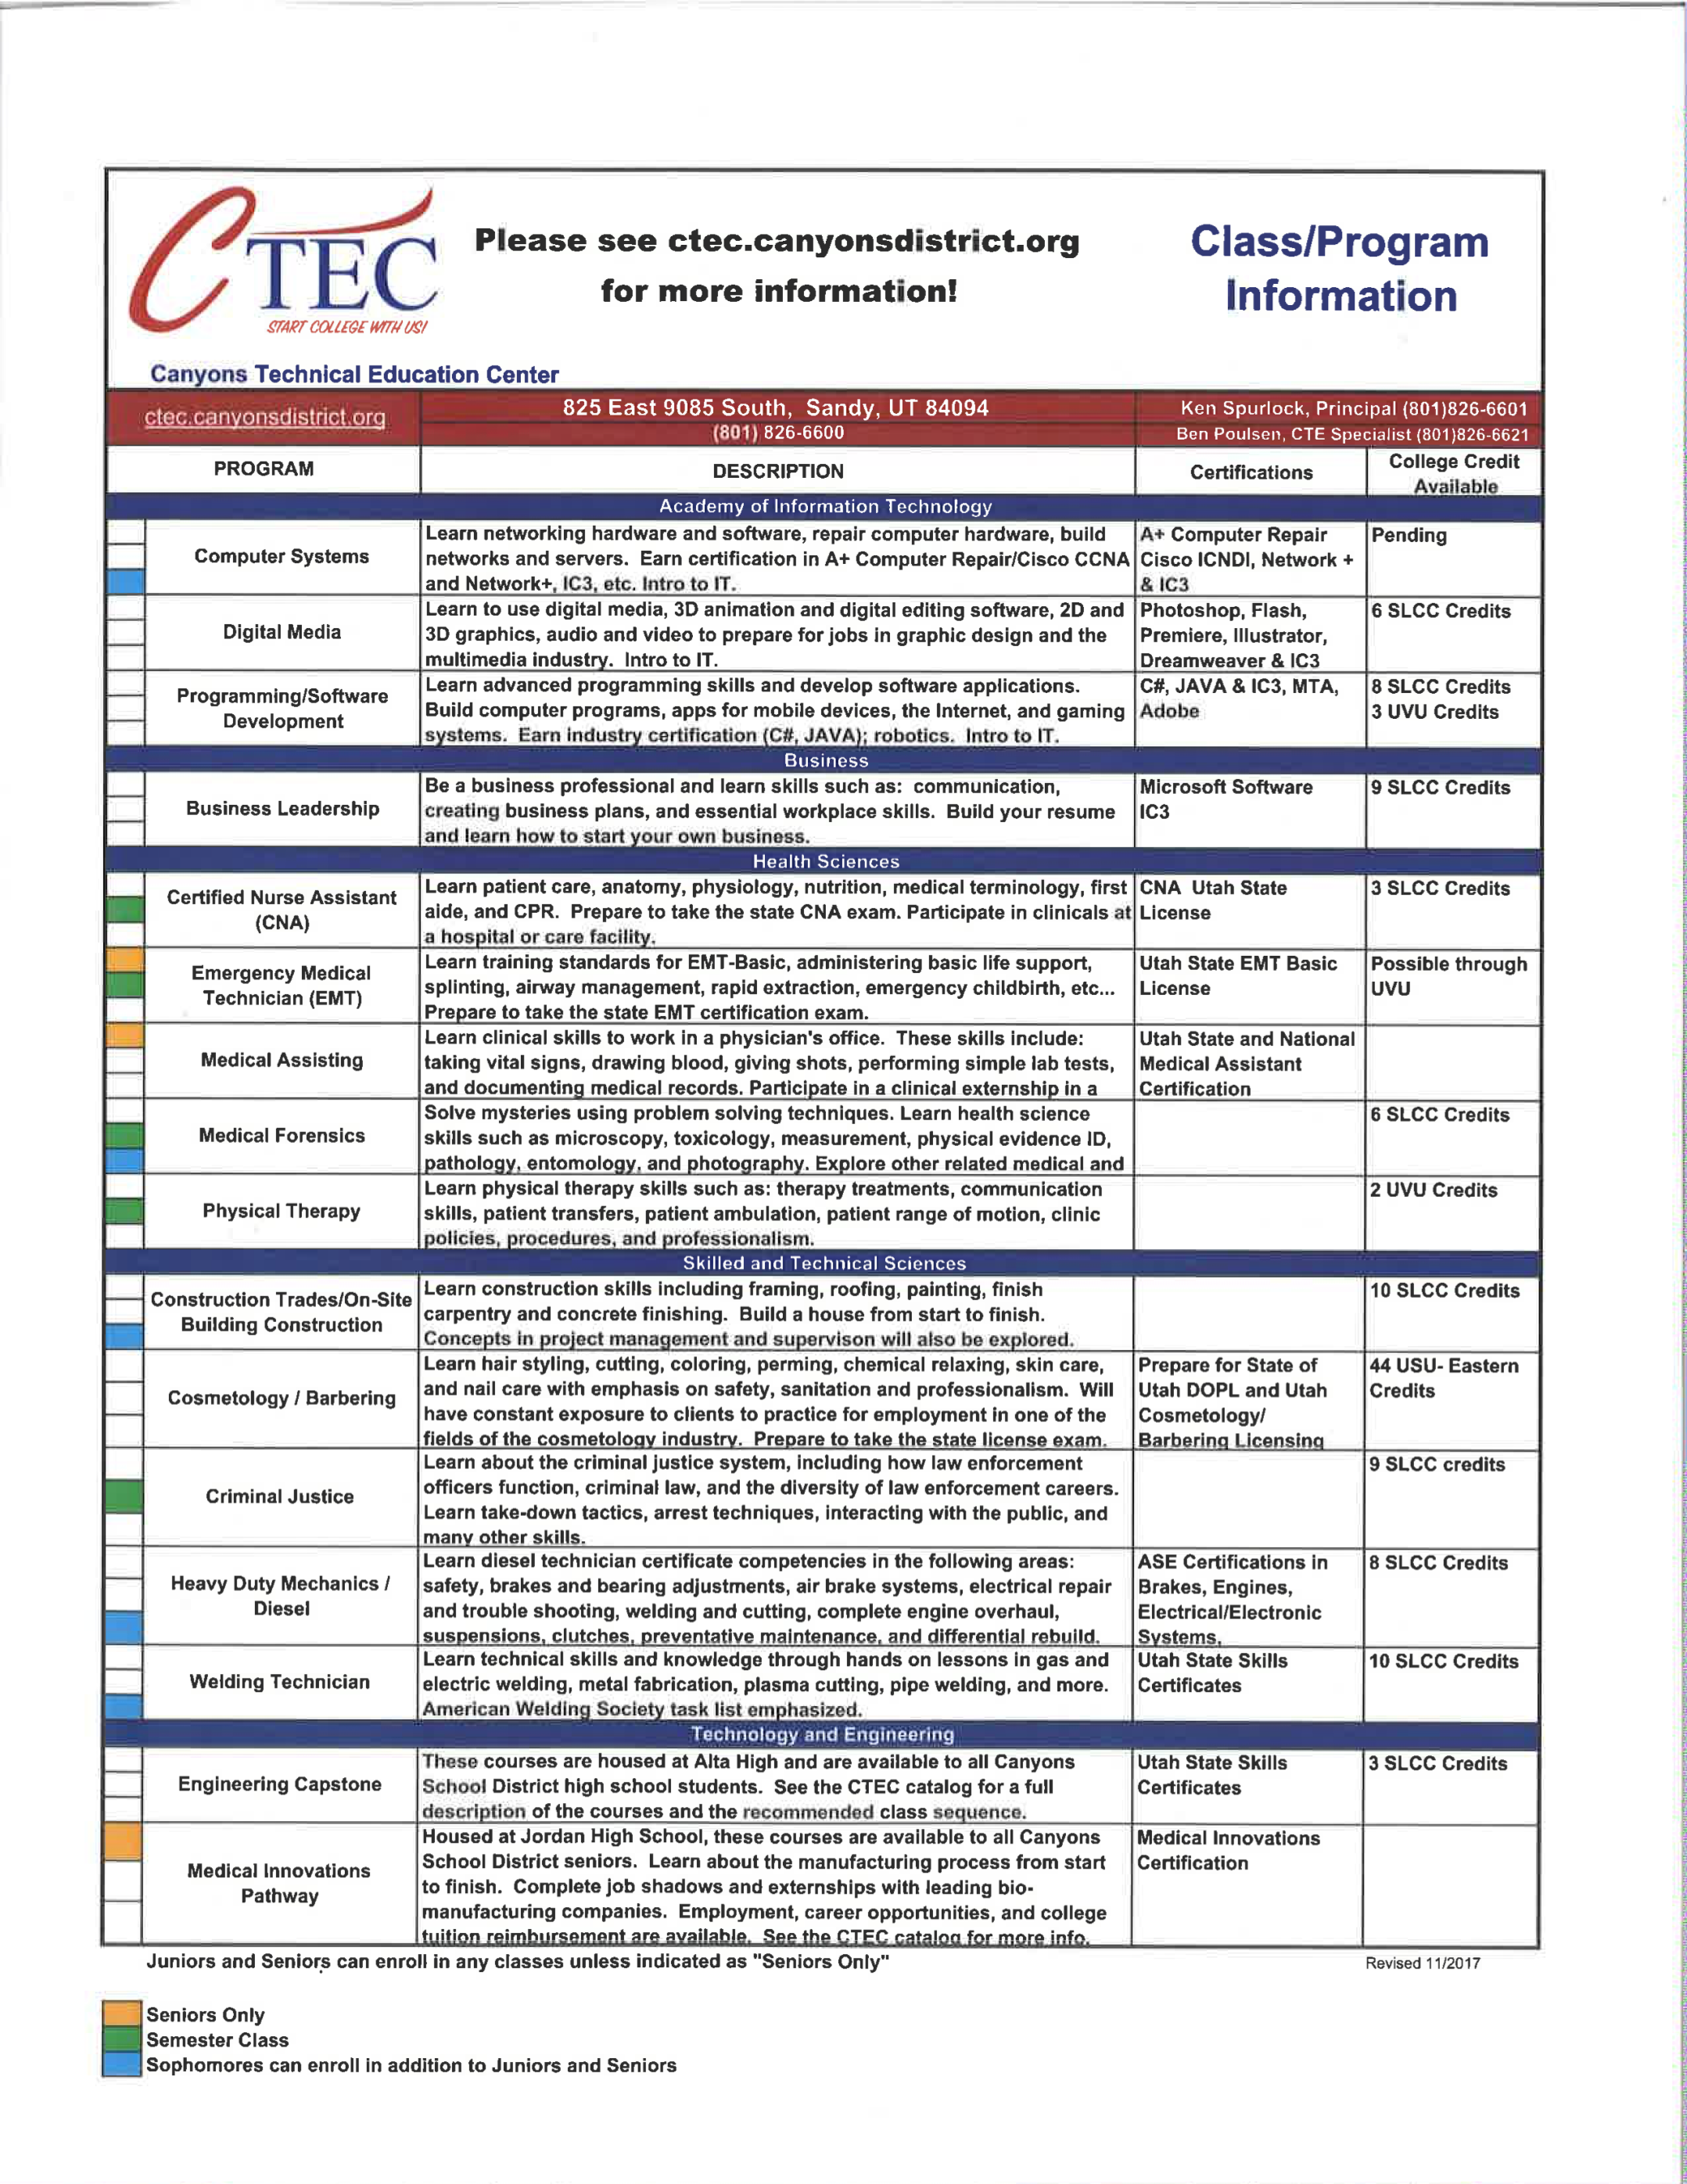 CTEC
START COLLEGE WITH US!
Please see ctec.canyonsdistrict.org
for more information!
Class/Program
Information
Canyons Technical Education Center
ctec.canyonsdistrict.org
825 East 9085 South, Sandy, UT 84094
(801) 826-6600
Ken Spurlock, Principal (801)826-6601
Ben Poulsen, CTE Specialist (801)826-6621
PROGRAM
DESCRIPTION
Certifications
College Credit
Available
Academy of Information Technology
Computer Systems
Learn networking hardware and software, repair computer hardware, build
networks and servers. Earn certification in A+ Computer Repair/Cisco CCNA
and Network+, IC3, etc. Intro to IT.
A+ Computer Repair
Cisco ICNDI, Network +
& IC3
Pending
Digital Media
Learn to use digital media, 3D animation and digital editing software, 2D and
3D graphics, audio and video to prepare for jobs in graphic design and the
multimedia industry. Intro to IT.
Photoshop, Flash,
Premiere, Illustrator,
Dreamweaver & IC3
6 SLCC Credits
Programming/Software
Development
Learn advanced programming skills and develop software applications.
Build computer programs, apps for mobile devices, the Internet, and gaming
systems. Earn industry certification (C#, JAVA); robotics. Intro to IT.
C#, JAVA & IC3, MTA,
Adobe
8 SLCC Credits
3 UVU Credits
Business
Business Leadership
Be a business professional and learn skills such as: communication,
creating business plans, and essential workplace skills. Build your resume
and learn how to start your own business.
Microsoft Software
IC3
9 SLCC Credits
Health Sciences
Certified Nurse Assistant
(CNA)
Learn patient care, anatomy, physiology, nutrition, medical terminology, first
aide, and CPR. Prepare to take the state CNA exam. Participate in clinicals at
a hospital or care facility.
CNA Utah State
License
3 SLCC Credits
Emergency Medical
Technician (EMT)
Learn training standards for EMT-Basic, administering basic life support,
splinting, airway management, rapid extraction, emergency childbirth, etc...
Prepare to take the state EMT certification exam.
Utah State EMT Basic
License
Possible through
UVU
Medical Assisting
Learn clinical skills to work in a physician's office. These skills include:
taking vital signs, drawing blood, giving shots, performing simple lab tests,
and documenting medical records. Participate in a clinical externship in a
Utah State and National
Medical Assistant
Certification
Medical Forensics
Solve mysteries using problem solving techniques. Learn health science
skills such as microscopy, toxicology, measurement, physical evidence ID,
pathology, entomology, and photography. Explore other related medical and
6 SLCC Credits
Physical Therapy
Learn physical therapy skills such as: therapy treatments, communication
skills, patient transfers, patient ambulation, patient range of motion, clinic
policies, procedures, and professionalism.
2 UVU Credits
Skilled and Technical Sciences
Construction Trades/On-Site
Building Construction
Learn construction skills including framing, roofing, painting, finish
carpentry and concrete finishing. Build a house from start to finish.
Concepts in project management and supervison will also be explored.
10 SLCC Credits
Cosmetology / Barbering
Learn hair styling, cutting, coloring, perming, chemical relaxing, skin care,
and nail care with emphasis on safety, sanitation and professionalism. Will
have constant exposure to clients to practice for employment in one of the
fields of the cosmetology industry. Prepare to take the state license exam.
Prepare for State of
Utah DOPL and Utah
Cosmetology/
Barbering Licensing
44 USU- Eastern
Credits
Criminal Justice
Learn about the criminal justice system, including how law enforcement
officers function, criminal law, and the diversity of law enforcement careers.
Learn take-down tactics, arrest techniques, interacting with the public, and
many other skills.
9 SLCC credits
Heavy Duty Mechanics /
Diesel
Learn diesel technician certificate competencies in the following areas:
safety, brakes and bearing adjustments, air brake systems, electrical repair
and trouble shooting, welding and cutting, complete engine overhaul,
suspensions, clutches, preventative maintenance, and differential rebuild.
ASE Certifications in
Brakes, Engines,
Electrical/Electronic
Systems.
8 SLCC Credits
Welding Technician
Learn technical skills and knowledge through hands on lessons in gas and
electric welding, metal fabrication, plasma cutting, pipe welding, and more.
American Welding Society task list emphasized.
Utah State Skills
Certificates
10 SLCC Credits
Technology and Engineering
Engineering Capstone
These courses are housed at Alta High and are available to all Canyons
School District high school students. See the CTEC catalog for a full
description of the courses and the recommended class sequence.
Utah State Skills
Certificates
3 SLCC Credits
Medical Innovations
Pathway
Housed at Jordan High School, these courses are available to all Canyons
School District seniors. Learn about the manufacturing process from start
to finish. Complete job shadows and externships with leading bio-
manufacturing companies. Employment, career opportunities, and college
tuition reimbursement are available. See the CTEC catalog for more info.
Medical Innovations
Certification
Juniors and Seniors can enroll in any classes unless indicated as "Seniors Only"
Revised 11/2017
Seniors Only
Semester Class
Sophomores can enroll in addition to Juniors and Seniors